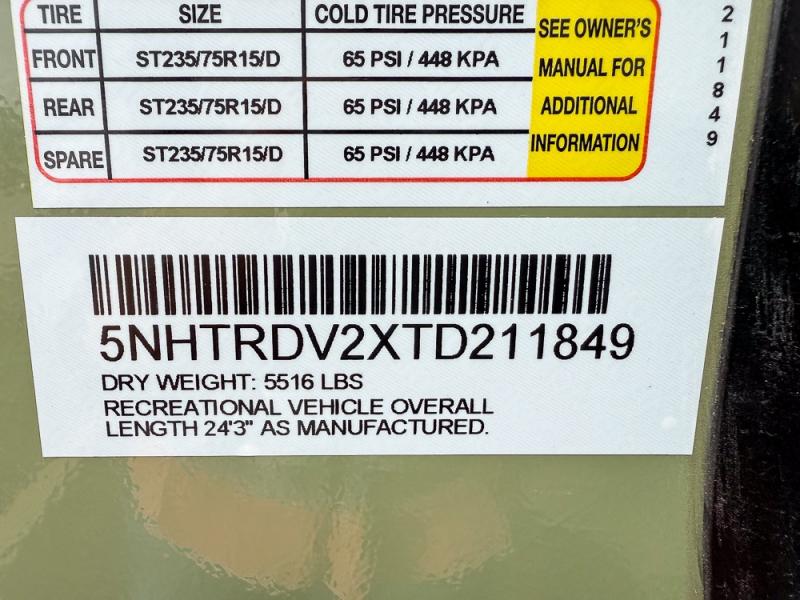 TIRE SIZE COLD TIRE PRESSURE
FRONT ST235/75R15/D 65 PSI / 448 KPA
REAR ST235/75R15/D 65 PSI / 448 KPA
SPARE ST235/75R15/D 65 PSI / 448 KPA
SEE OWNER'S
MANUAL FOR
ADDITIONAL
INFORMATION
2
1
1
8
4
9
5NHTRDV2XTD211849
DRY WEIGHT: 5516 LBS
RECREATIONAL VEHICLE OVERALL
LENGTH 24'3" AS MANUFACTURED.